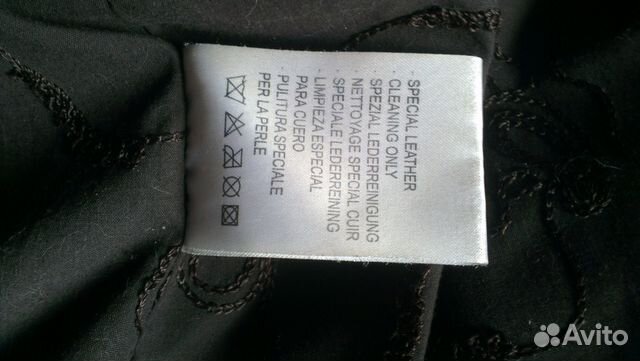 · SPECIAL LEATHER
CLEANING ONLY
· SPEZIAL LEDERREINIGUNG
· NETTOYAGE SPECIAL CUIR
· SPECIALE LEDERREINING
· LIMPIEZA ESPECIAL
PARA CUERO
· PULITURA SPECIALE
PER LA PERLE
Avito